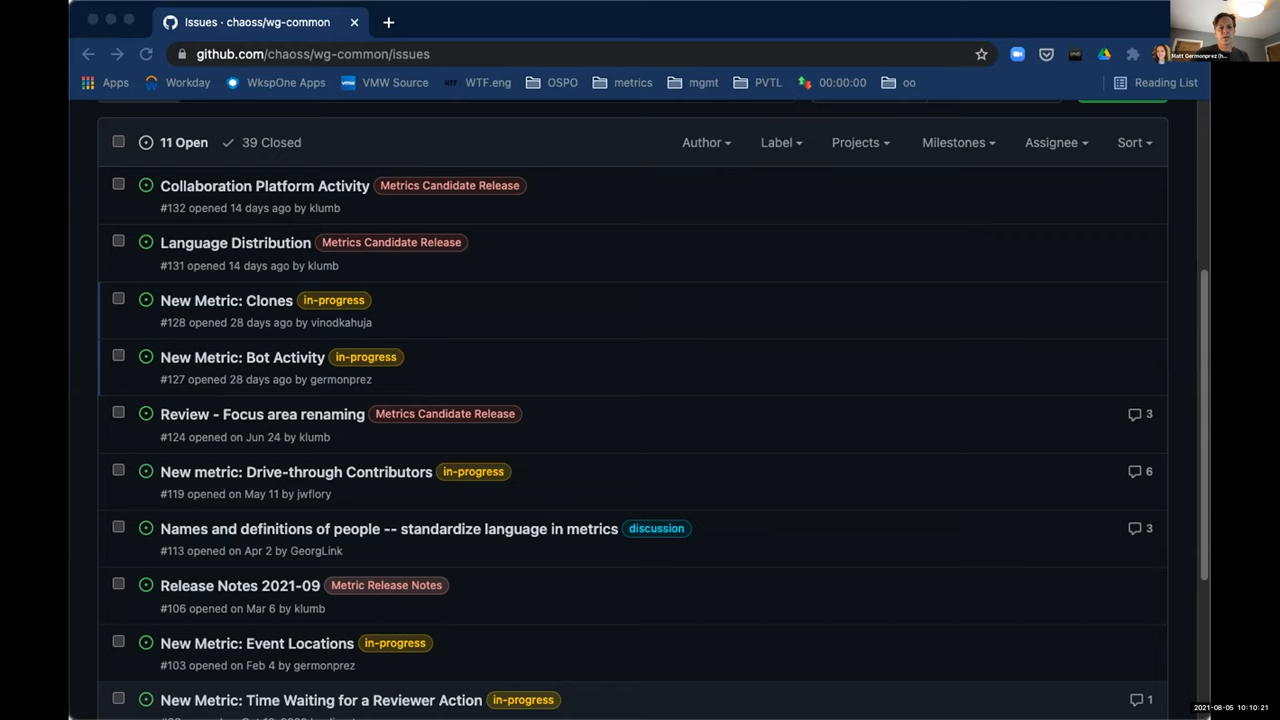 Issues · chaoss/wg-common
github.com/chaoss/wg-common/issues
Matt Germonprez (h...
Apps Workday WkspOne Apps VMW Source WTF WTF.eng OSPO metrics mgmt PVTL 00:00:00 oo Reading List
11 Open 39 Closed Author Label Projects Milestones Assignee Sort
Collaboration Platform Activity Metrics Candidate Release
#132 opened 14 days ago by klumb
Language Distribution Metrics Candidate Release
#131 opened 14 days ago by klumb
New Metric: Clones in-progress
#128 opened 28 days ago by vinodkahuja
New Metric: Bot Activity in-progress
#127 opened 28 days ago by germonprez
Review - Focus area renaming Metrics Candidate Release 3
#124 opened on Jun 24 by klumb
New metric: Drive-through Contributors in-progress 6
#119 opened on May 11 by jwflory
Names and definitions of people -- standardize language in metrics discussion 3
#113 opened on Apr 2 by GeorgLink
Release Notes 2021-09 Metric Release Notes
#106 opened on Mar 6 by klumb
New Metric: Event Locations in-progress
#103 opened on Feb 4 by germonprez
New Metric: Time Waiting for a Reviewer Action in-progress 1
2021-08-05 10:10:21